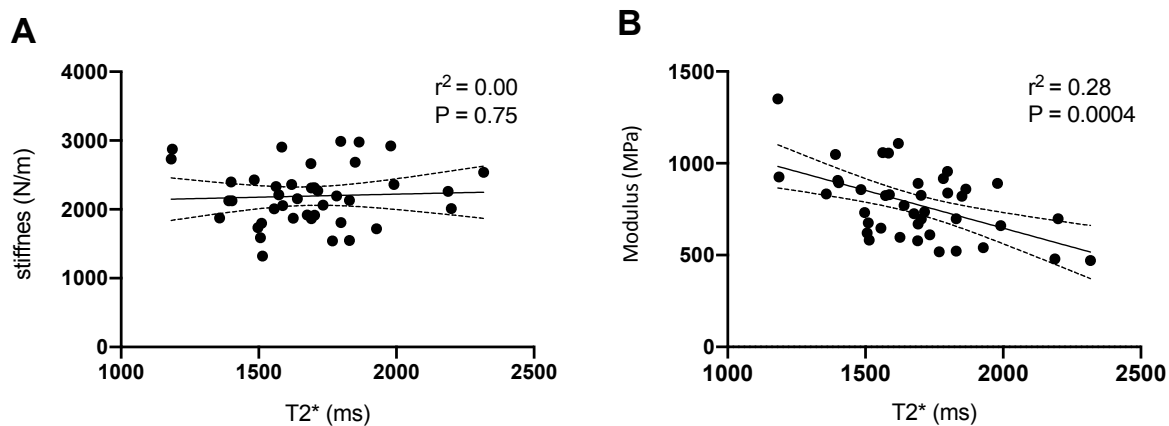 A
B
4000
3000
2000
1000
0
stiffnes (N/m)
r² = 0.00
P = 0.75
1000 1500 2000 2500
T2* (ms)
1500
1000
500
0
Modulus (MPa)
r² = 0.28
P = 0.0004
1000 1500 2000 2500
T2* (ms)